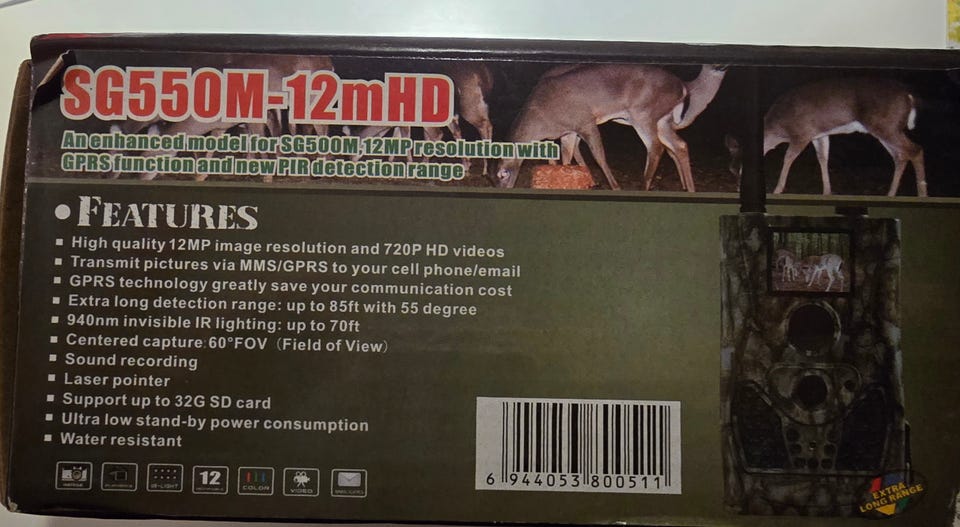 SG550M-12mHD
An enhanced model for SG500M,12MP resolution with
GPRS function and new PIR detection range
● FEATURES
▪ High quality 12MP image resolution and 720P HD videos
▪ Transmit pictures via MMS/GPRS to your cell phone/email
▪ GPRS technology greatly save your communication cost
▪ Extra long detection range: up to 85ft with 55 degree
▪ 940nm invisible IR lighting: up to 70ft
▪ Centered capture:60°FOV（Field of View）
▪ Sound recording
▪ Laser pointer
▪ Support up to 32G SD card
▪ Ultra low stand-by power consumption
▪ Water resistant
IR-LIGHT
12
COLOR
VIDEO
6 944053 800511
EXTRA
LONG RANGE